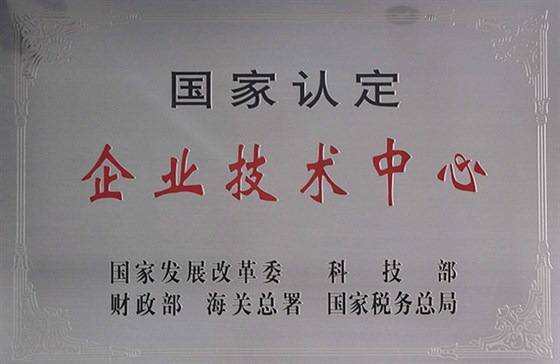 国家认定
企业技术中心
国家发展改革委 科技部
财政部 海关总署 国家税务总局